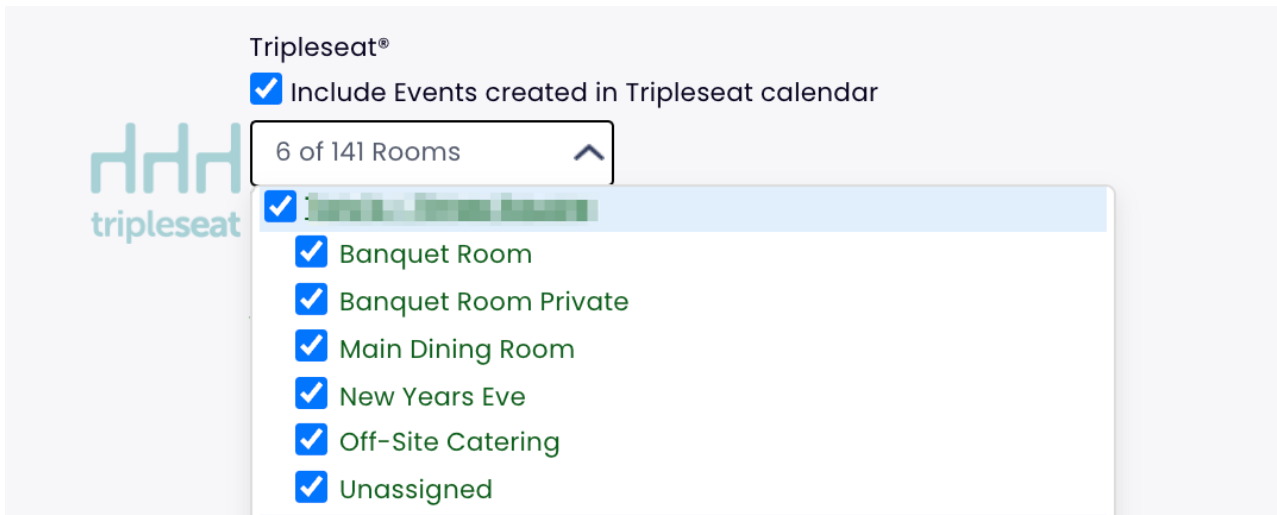 Tripleseat®
Include Events created in Tripleseat calendar
6 of 141 Rooms
tripleseat
Banquet Room
Banquet Room Private
Main Dining Room
New Years Eve
Off-Site Catering
Unassigned